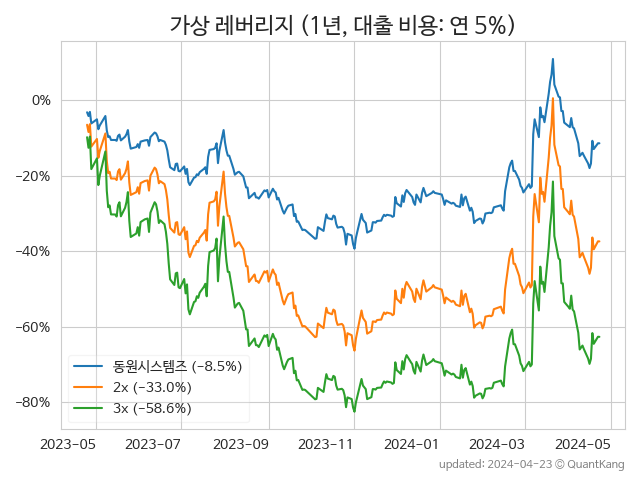 가상 레버리지 (1년, 대출 비용: 연 5%)
0%
−20%
−40%
−60%
−80%
동원시스템즈 (−8.5%)
2x (−33.0%)
3x (−58.6%)
2023−05 2023−07 2023−09 2023−11 2024−01 2024−03 2024−05
updated: 2024−04−23 © QuantKang